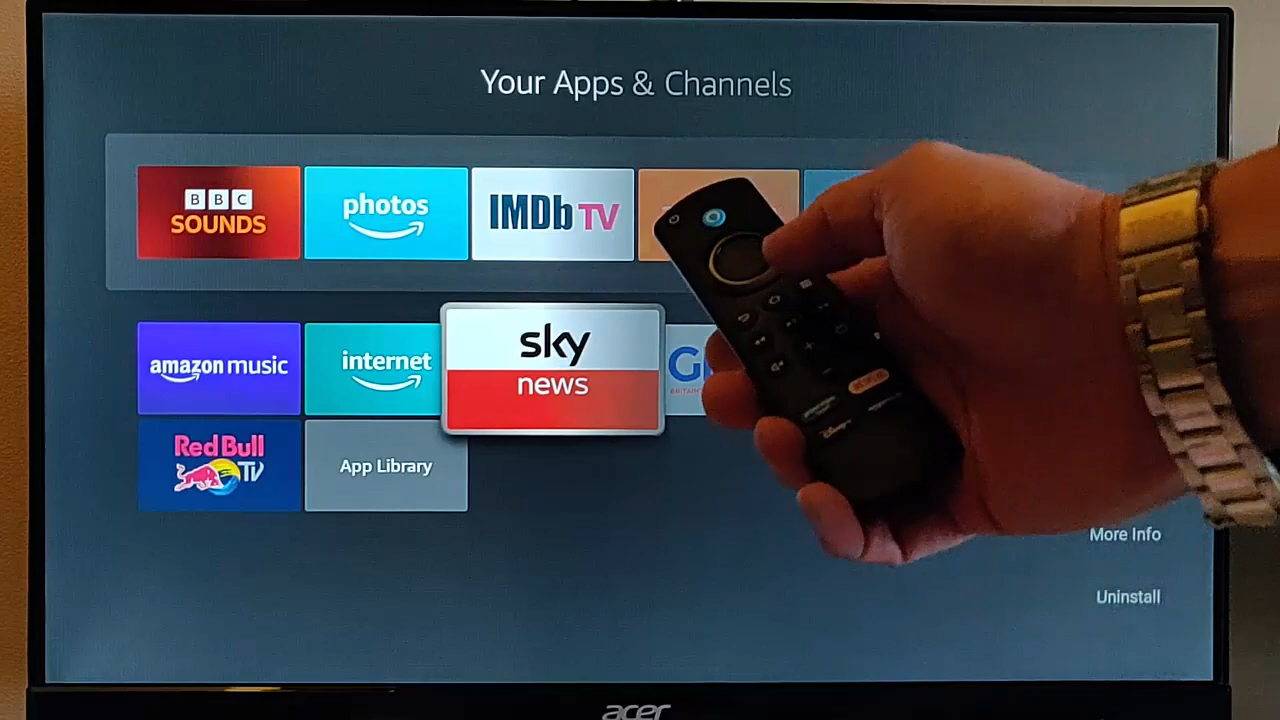 Your Apps & Channels
BBC
SOUNDS
photos
IMDb TV
amazon music
internet
sky
news
Red Bull
TV
App Library
More Info
Uninstall
acer